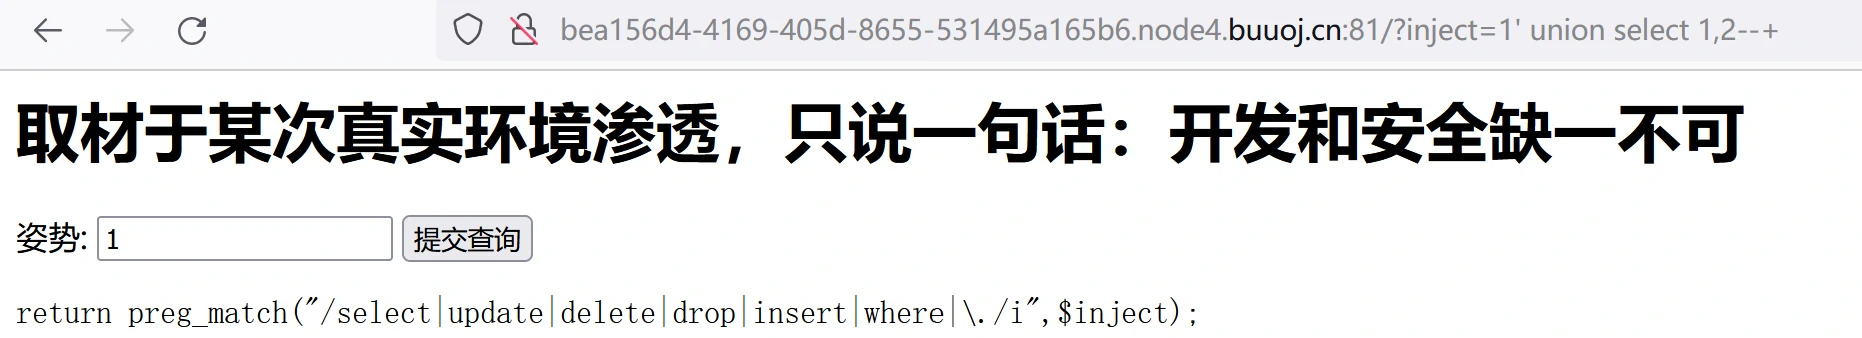 bea156d4-4169-405d-8655-531495a165b6.node4.buuoj.cn:81/?inject=1' union select 1,2--+
取材于某次真实环境渗透，只说一句话：开发和安全缺一不可
姿势: 1 提交查询
return preg_match("/select|update|delete|drop|insert|where|\./i",$inject);